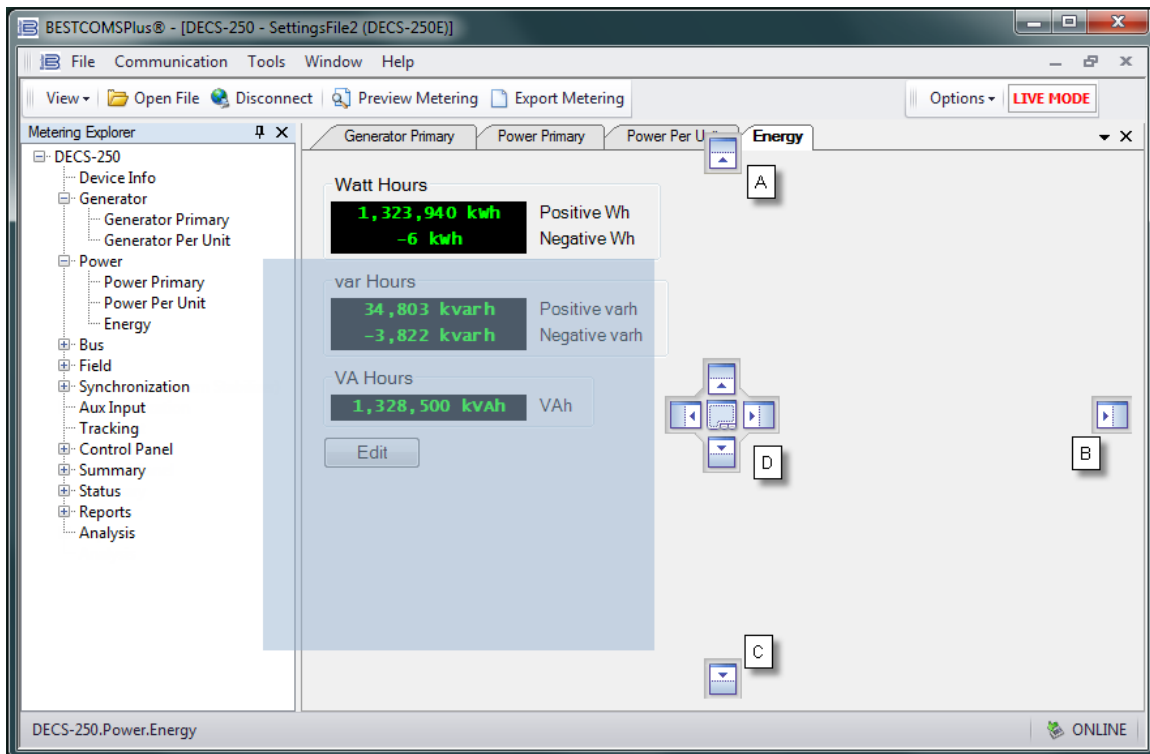 BESTCOMSPlus® - [DECS-250 - SettingsFile2 (DECS-250E)]
File Communication Tools Window Help
View Open File Disconnect Preview Metering Export Metering Options LIVE MODE
Metering Explorer
Generator Primary Power Primary Power Per Energy
DECS-250
Device Info
Generator
Generator Primary
Generator Per Unit
Power
Power Primary
Power Per Unit
Energy
Bus
Field
Synchronization
Aux Input
Tracking
Control Panel
Summary
Status
Reports
Analysis
Watt Hours
1,323,940 kWh Positive Wh
-6 kWh Negative Wh
var Hours
34,803 kvarh Positive varh
-3,822 kvarh Negative varh
VA Hours
1,328,500 kVAh VAh
Edit
A
B
D
C
DECS-250.Power.Energy ONLINE